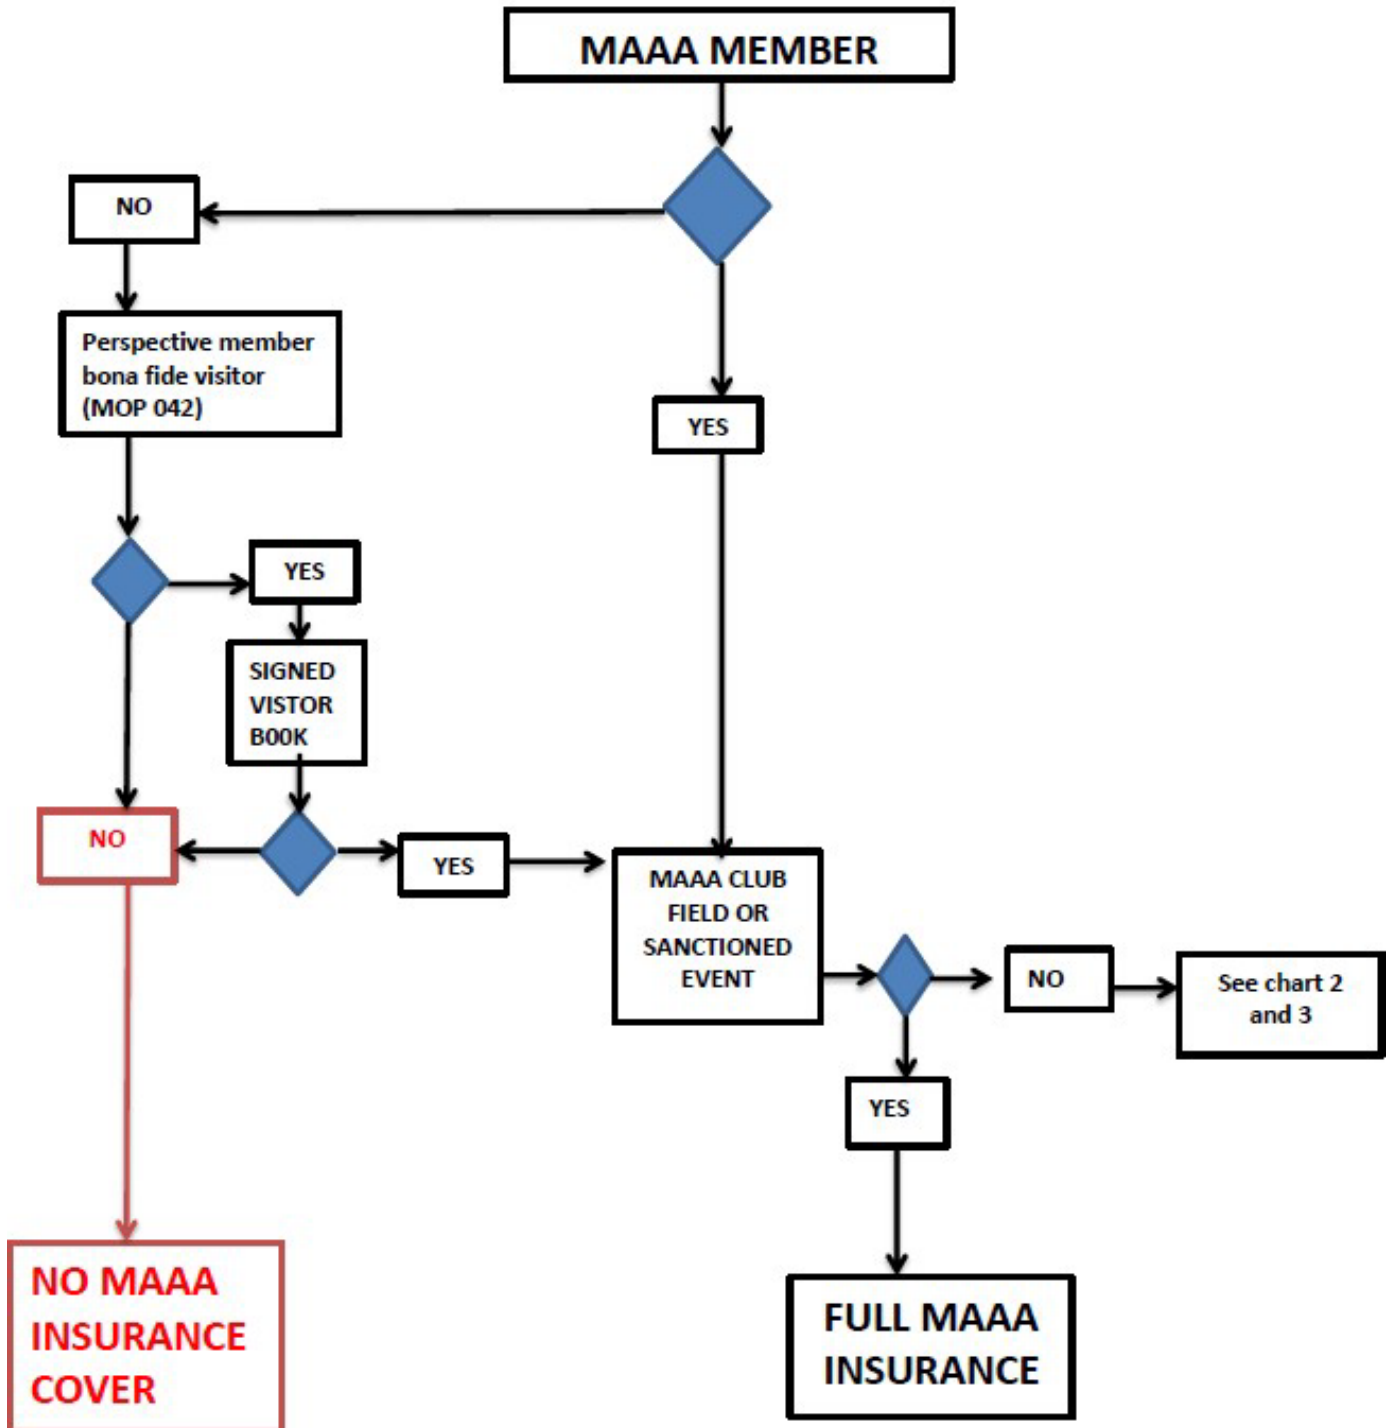 MAAA MEMBER
NO
Perspective member
bona fide visitor
(MOP 042)
YES
YES
SIGNED
VISTOR
B00K
NO
YES
MAAA CLUB
FIELD OR
SANCTIONED
EVENT
NO
See chart 2
and 3
YES
NO MAAA
INSURANCE
COVER
FULL MAAA
INSURANCE